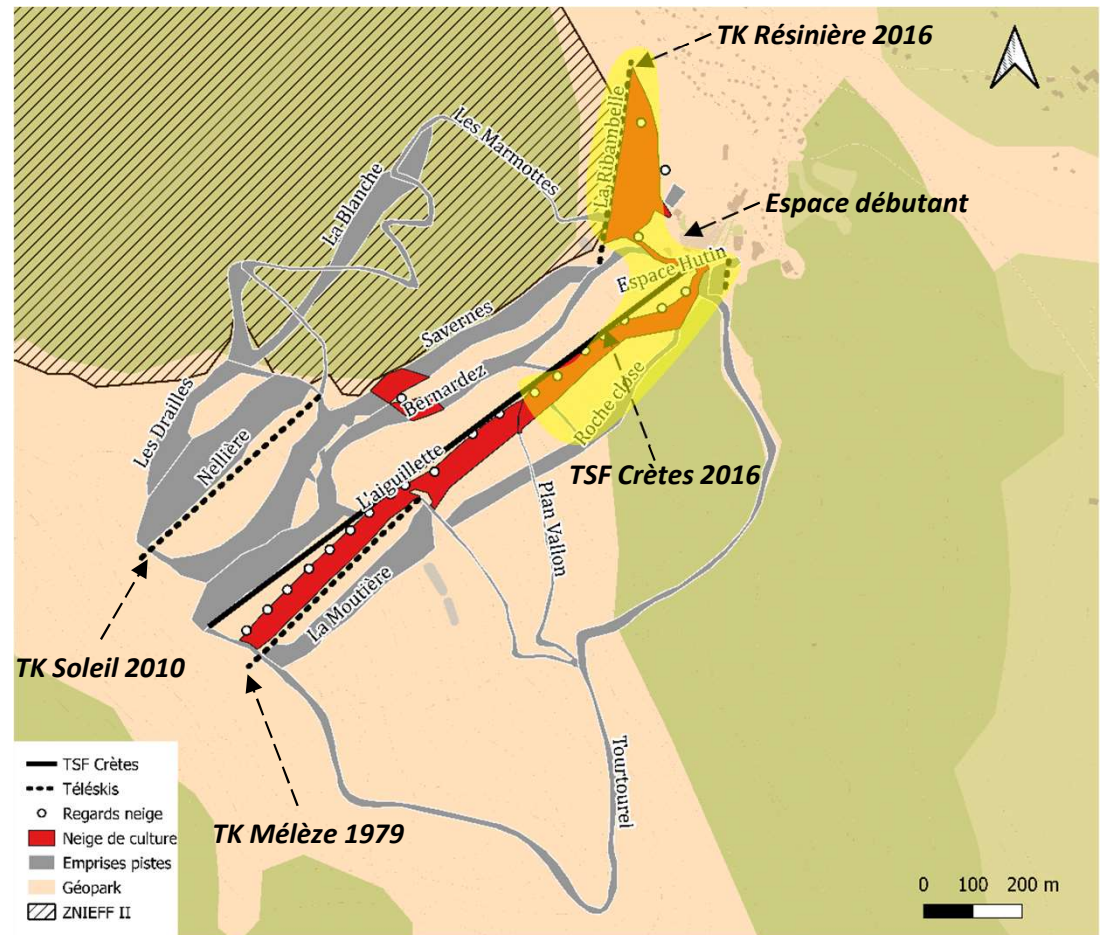 TK Résinière 2016
Les Marmottes
La Ribambelle
La Blanche
Espace débutant
Espace Hutin
Savernes
Bernardez
Les Drailles
Nellière
Roche close
L'aiguillette
TSF Crètes 2016
Plan Vallon
La Moutière
TK Soleil 2010
Tourtourel
TK Mélèze 1979
TSF Crètes
Téléskis
Regards neige
Neige de culture
Emprises pistes
Géopark
ZNIEFF II
0 100 200 m